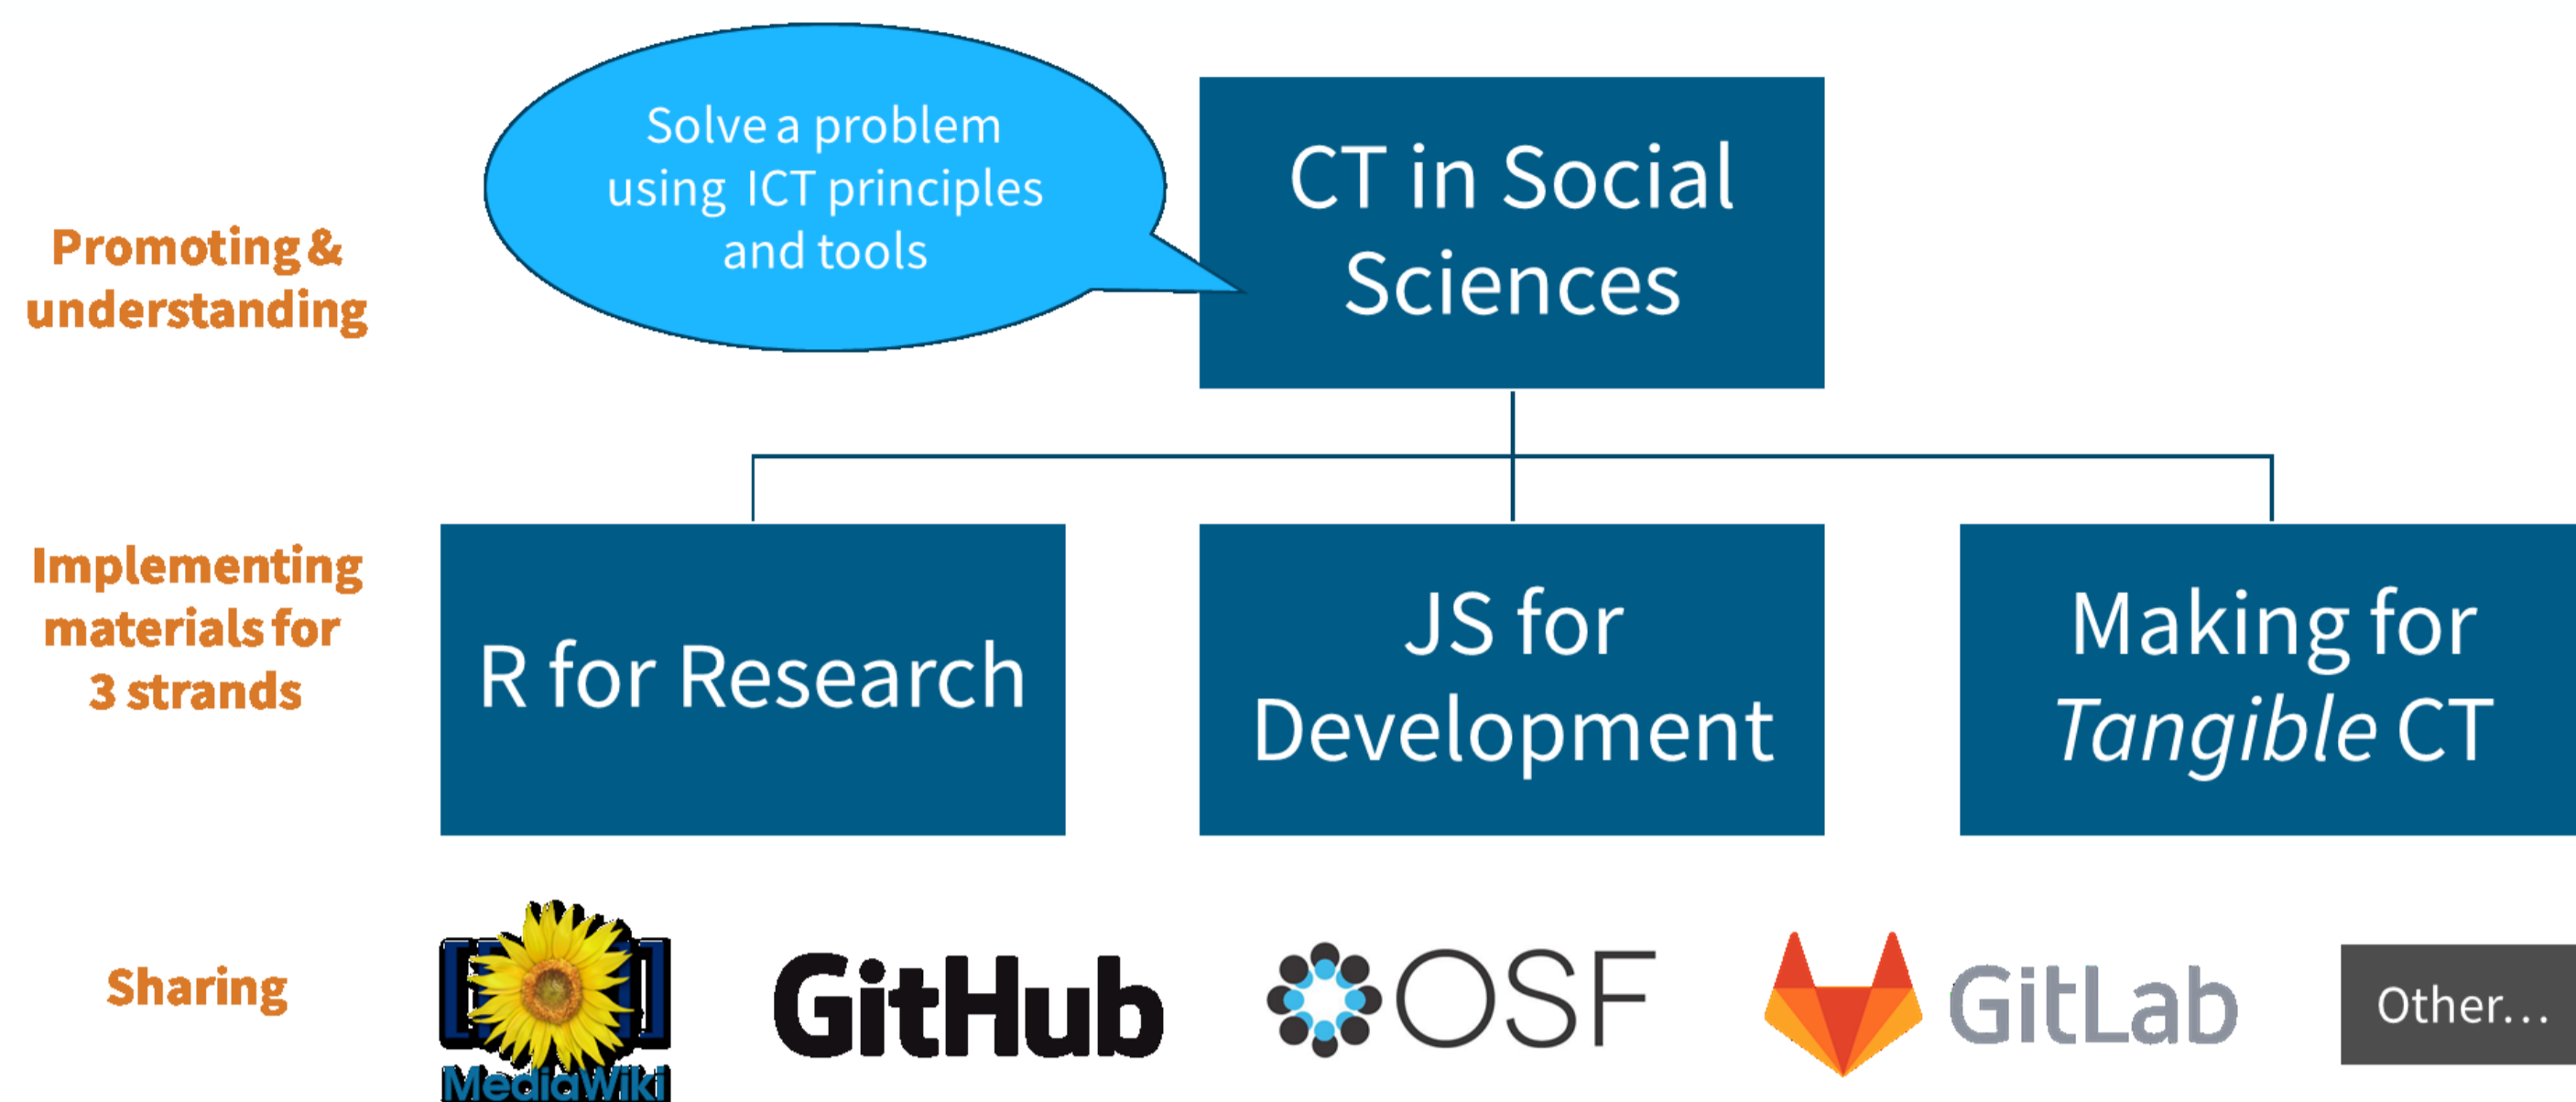 Solve a problem
using ICT principles
and tools
CT in Social
Sciences
Promoting &
understanding
Implementing
materials for
3 strands
R for Research
JS for
Development
Making for
Tangible CT
Sharing
MediaWiki
GitHub
OSF
GitLab
Other...